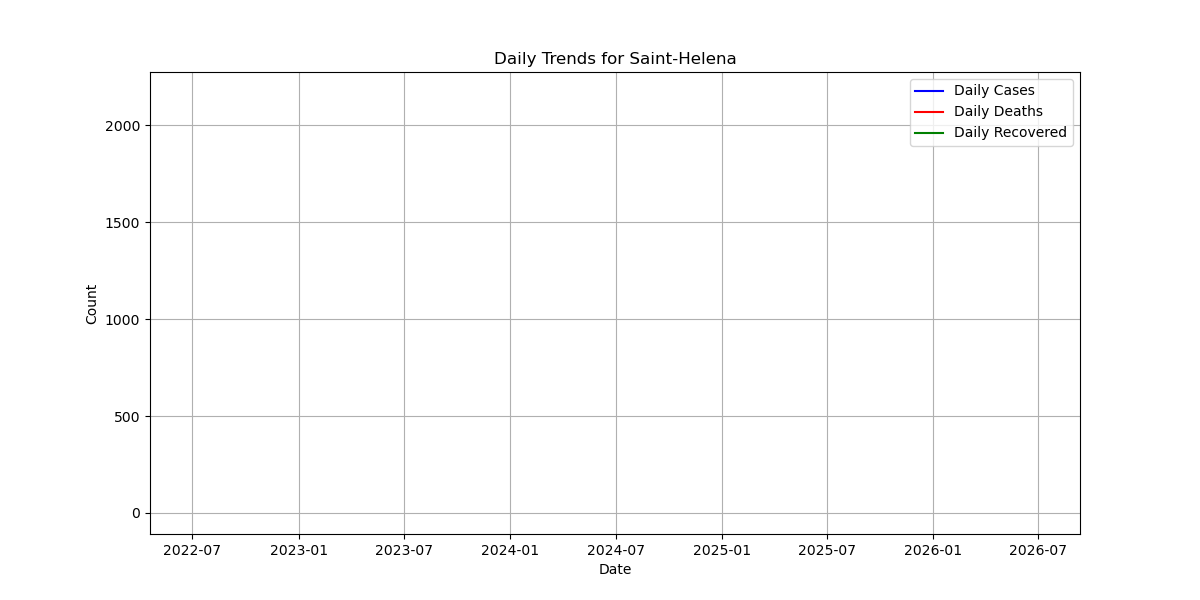 Daily Trends for Saint-Helena
Daily Cases
Daily Deaths
Daily Recovered
2000
1500
1000
500
0
Count
2022-07 2023-01 2023-07 2024-01 2024-07 2025-01 2025-07 2026-01 2026-07
Date